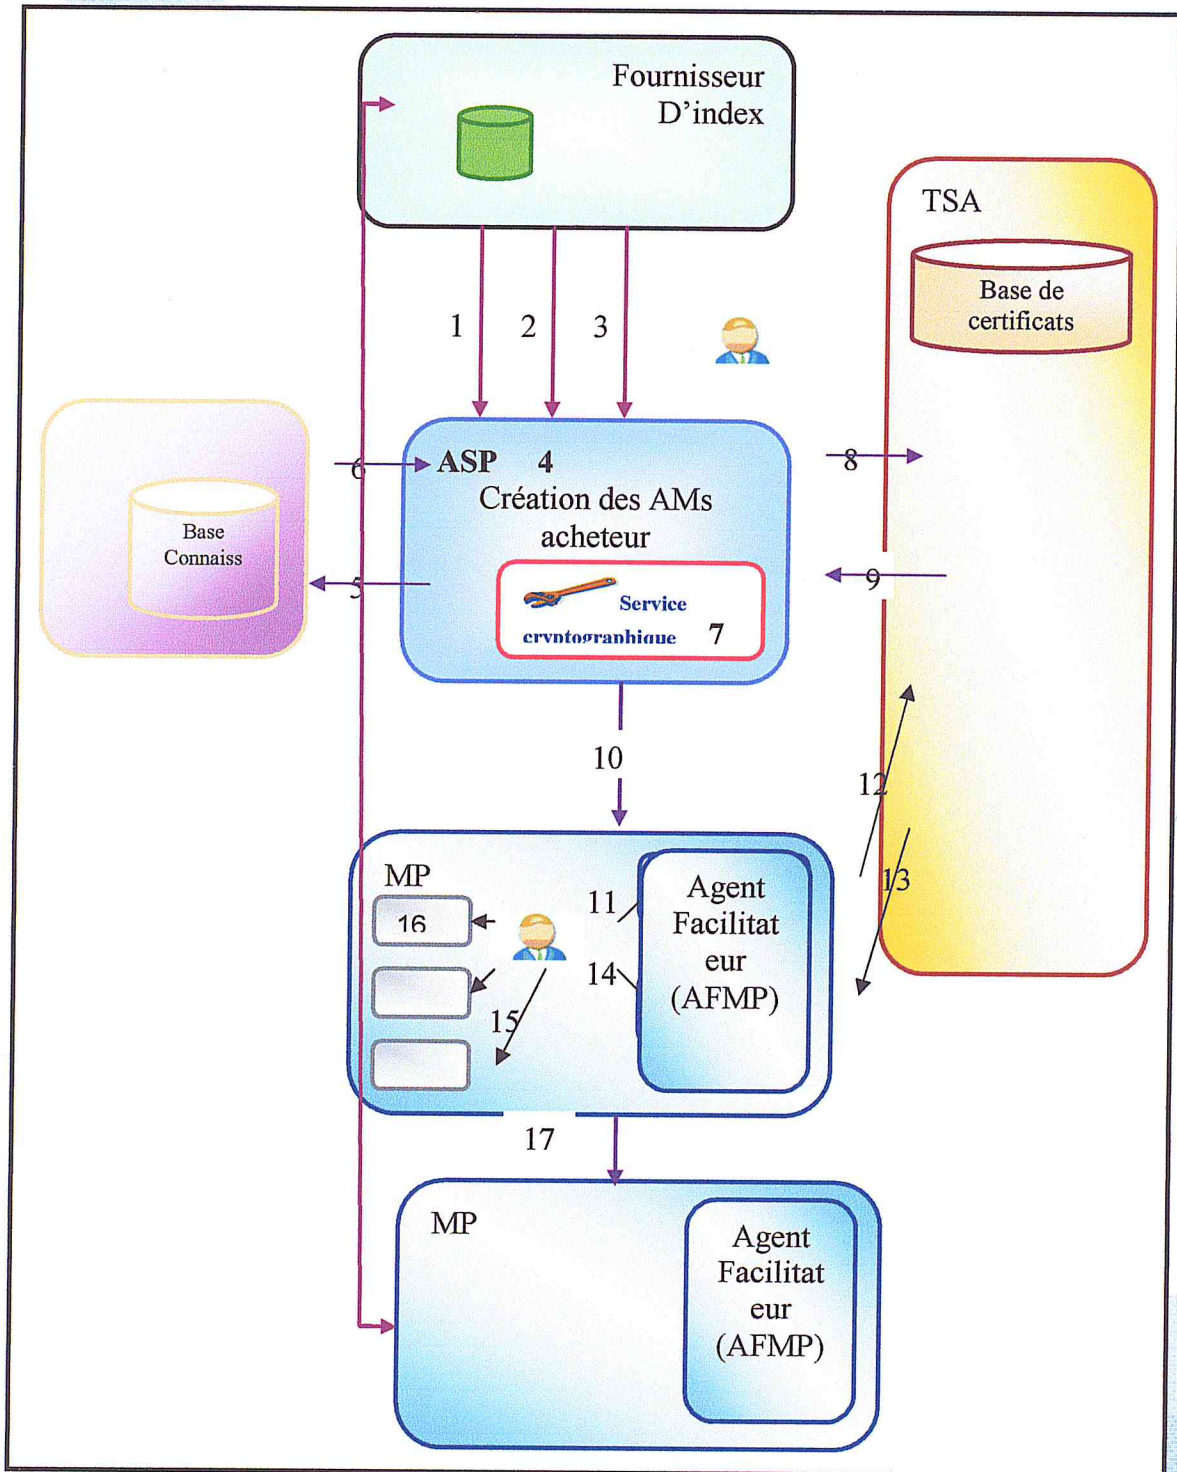 Fournisseur
D'index
TSA
Base de
certificats
1
2
3
6
ASP 4
8
Création des AMs
acheteur
Base
Connaiss
5
9
Service
cryptographique 7
10
12
13
MP
16
11
14
15
Agent
Facilitat
eur
(AFMP)
17
MP
Agent
Facilitat
eur
(AFMP)